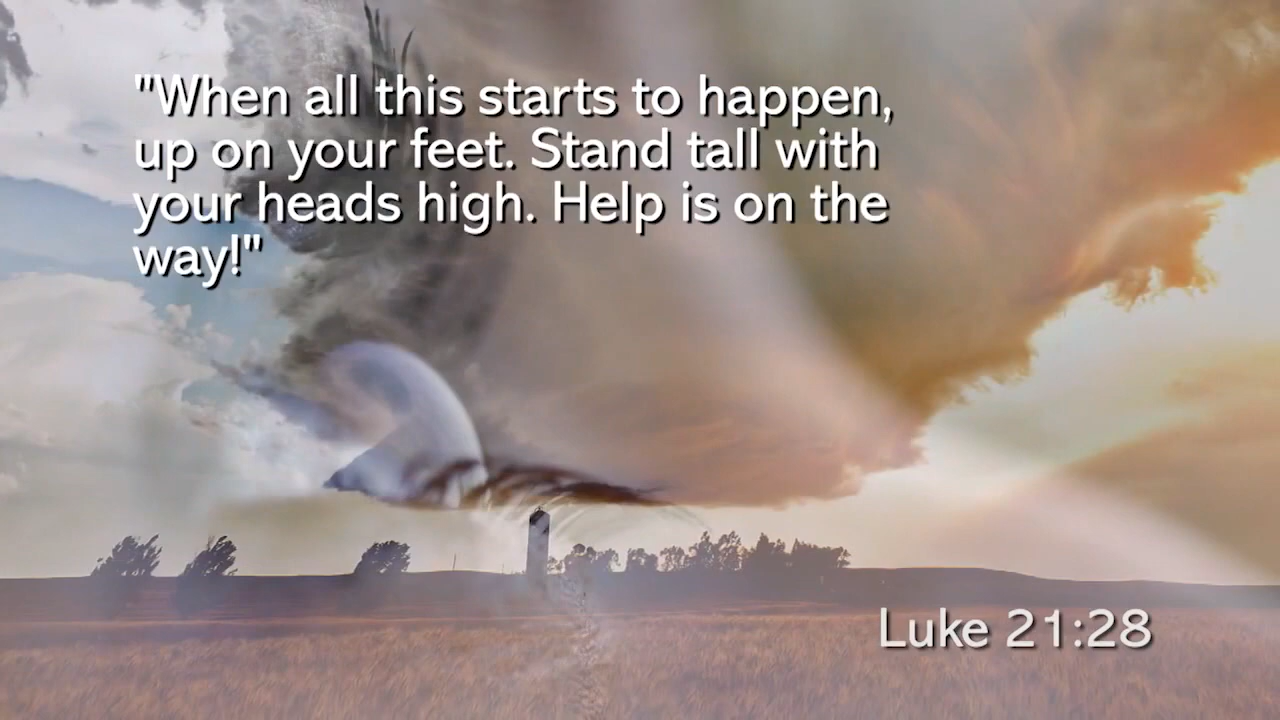 "When all this starts to happen,
up on your feet. Stand tall with
your heads high. Help is on the
way!"
Luke 21:28